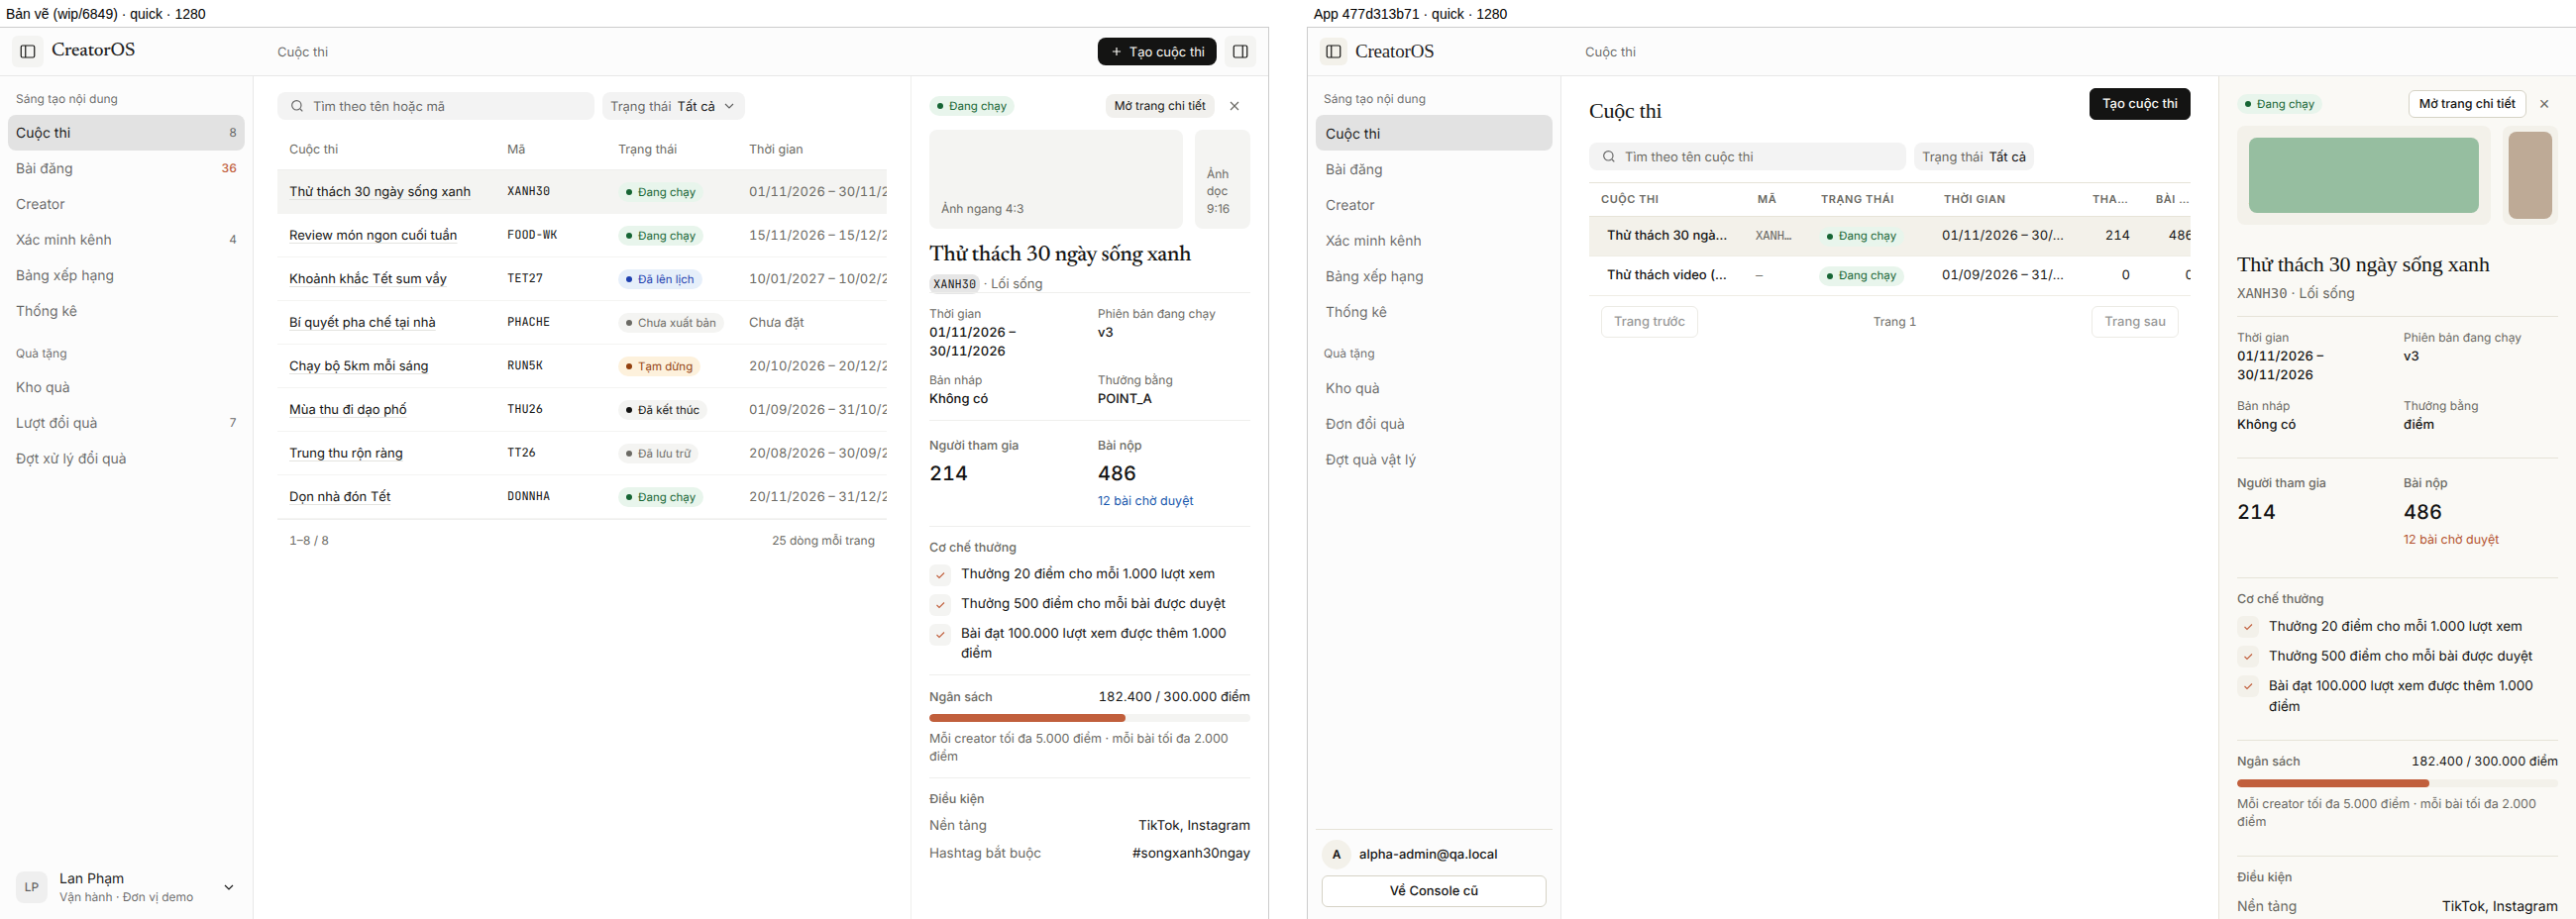 Bản vẽ (wip/6849) · quick · 1280
CreatorOS
Cuộc thi
+ Tạo cuộc thi
Sáng tạo nội dung
Cuộc thi 8
Bài đăng 36
Creator
Xác minh kênh 4
Bảng xếp hạng
Thống kê
Quà tặng
Kho quà
Lượt đổi quà 7
Đợt xử lý đổi quà
LP
Lan Phạm
Vận hành · Đơn vị demo
Tìm theo tên hoặc mã
Trạng thái Tất cả
Cuộc thi Mã Trạng thái Thời gian
Thử thách 30 ngày sống xanh XANH30 Đang chạy 01/11/2026 – 30/11/2
Review món ngon cuối tuần FOOD-WK Đang chạy 15/11/2026 – 15/12/2
Khoảnh khắc Tết sum vầy TET27 Đã lên lịch 10/01/2027 – 10/02/2
Bí quyết pha chế tại nhà PHACHE Chưa xuất bản Chưa đặt
Chạy bộ 5km mỗi sáng RUN5K Tạm dừng 20/10/2026 – 20/12/2
Mùa thu đi dạo phố THU26 Đã kết thúc 01/09/2026 – 31/10/2
Trung thu rộn ràng TT26 Đã lưu trữ 20/08/2026 – 30/09/2
Dọn nhà đón Tết DONNHA Đang chạy 20/11/2026 – 31/12/2
1–8 / 8 25 dòng mỗi trang
Đang chạy
Mở trang chi tiết
Ảnh ngang 4:3
Ảnh
dọc
9:16
Thử thách 30 ngày sống xanh
XANH30 · Lối sống
Thời gian Phiên bản đang chạy
01/11/2026 – v3
30/11/2026
Bản nháp Thưởng bằng
Không có POINT_A
Người tham gia Bài nộp
214 486
12 bài chờ duyệt
Cơ chế thưởng
Thưởng 20 điểm cho mỗi 1.000 lượt xem
Thưởng 500 điểm cho mỗi bài được duyệt
Bài đạt 100.000 lượt xem được thêm 1.000
điểm
Ngân sách 182.400 / 300.000 điểm
Mỗi creator tối đa 5.000 điểm · mỗi bài tối đa 2.000
điểm
Điều kiện
Nền tảng TikTok, Instagram
Hashtag bắt buộc #songxanh30ngay
App 477d313b71 · quick · 1280
CreatorOS
Cuộc thi
Sáng tạo nội dung
Cuộc thi
Bài đăng
Creator
Xác minh kênh
Bảng xếp hạng
Thống kê
Quà tặng
Kho quà
Đơn đổi quà
Đợt quà vật lý
A
alpha-admin@qa.local
Về Console cũ
Cuộc thi
Tạo cuộc thi
Tìm theo tên cuộc thi
Trạng thái Tất cả
CUỘC THI MÃ TRẠNG THÁI THỜI GIAN THA... BÀI ...
Thử thách 30 ngà... XANH... Đang chạy 01/11/2026 – 30/... 214 486
Thử thách video (... – Đang chạy 01/09/2026 – 31/... 0 0
Trang trước Trang 1 Trang sau
Đang chạy
Mở trang chi tiết
Thử thách 30 ngày sống xanh
XANH30 · Lối sống
Thời gian Phiên bản đang chạy
01/11/2026 – v3
30/11/2026
Bản nháp Thưởng bằng
Không có điểm
Người tham gia Bài nộp
214 486
12 bài chờ duyệt
Cơ chế thưởng
Thưởng 20 điểm cho mỗi 1.000 lượt xem
Thưởng 500 điểm cho mỗi bài được duyệt
Bài đạt 100.000 lượt xem được thêm 1.000
điểm
Ngân sách 182.400 / 300.000 điểm
Mỗi creator tối đa 5.000 điểm · mỗi bài tối đa 2.000
điểm
Điều kiện
Nền tảng TikTok, Instagram